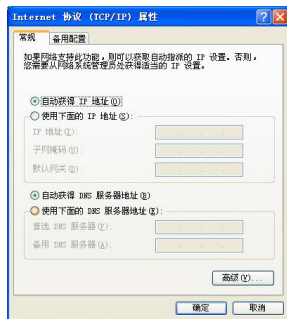 Internet 协议 (TCP/IP) 属性
常规 备用配置
如果网络支持此功能，则可以获取自动指派的 IP 设置。否则，
您需要从网络系统管理员处获得适当的 IP 设置。
自动获得 IP 地址(O)
使用下面的 IP 地址(S):
IP 地址(I):
子网掩码(U):
默认网关(D):
自动获得 DNS 服务器地址(B)
使用下面的 DNS 服务器地址(E):
首选 DNS 服务器(P):
备用 DNS 服务器(A):
高级(V)...
确定 取消